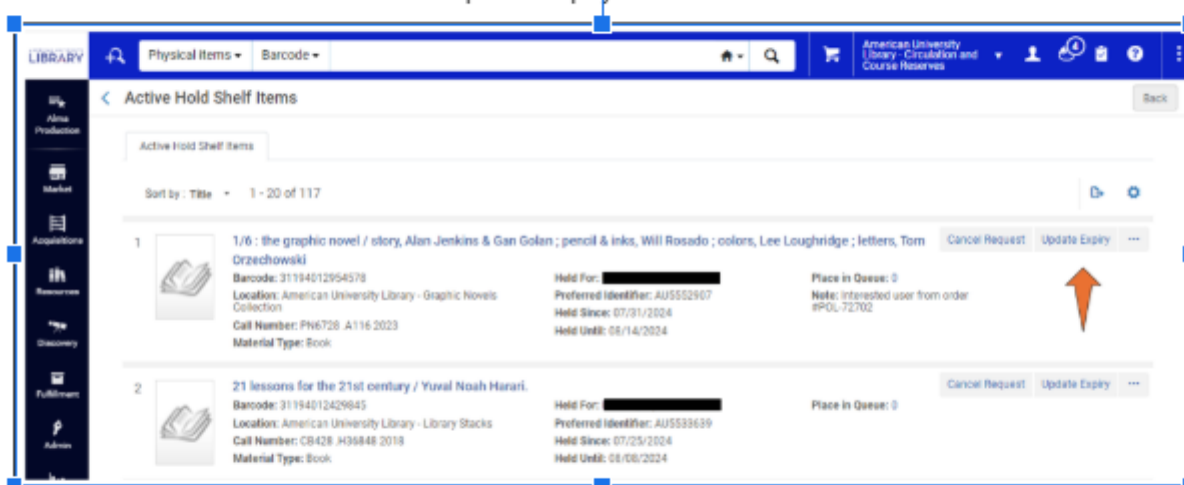 LIBRARY
Physical items
Barcode
American University
Library - Circulation and
Course Reserves
4
Alma
Production
Active Hold Shelf Items
Back
Active Hold Shelf Items
Market
Sort by : Title
1 - 20 of 117
Acquisitions
1
1/6 : the graphic novel / story, Alan Jenkins & Gan Golan ; pencil & inks, Will Rosado ; colors, Lee Loughridge ; letters, Tom
Orzechowski
Cancel Request
Update Expiry
Barcode: 31194012954578
Held For:
Place in Queue: 0
Location: American University Library - Graphic Novels
Collection
Preferred Identifier: AU5552907
Note: Interested user from order
#POL-72702
Held Since: 07/31/2024
Call Number: PN6728 .A116 2023
Held Until: 08/14/2024
Material Type: Book
Resources
Discovery
Fulfillment
2
21 lessons for the 21st century / Yuval Noah Harari.
Cancel Request
Update Expiry
Barcode: 31194012429845
Held For:
Place in Queue: 0
Location: American University Library - Library Stacks
Preferred Identifier: AU5533639
Call Number: CB428 .H36848 2018
Held Since: 07/25/2024
Material Type: Book
Held Until: 08/08/2024
Admin